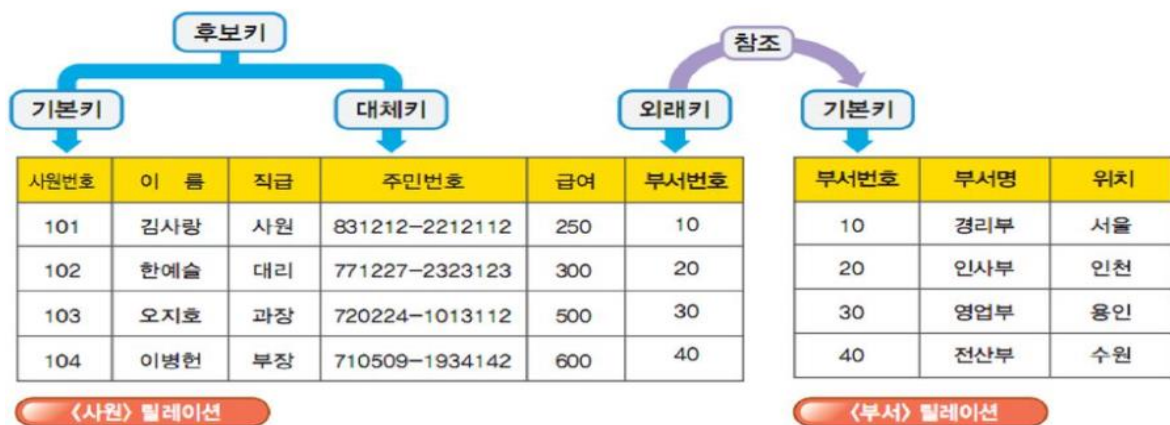 후보키
참조
기본키 대체키 외래키 기본키
사원번호 이 름 직급 주민번호 급여 부서번호 부서번호 부서명 위치
101 김사랑 사원 831212-2212112 250 10 10 경리부 서울
102 한예슬 대리 771227-2323123 300 20 20 인사부 인천
103 오지호 과장 720224-1013112 500 30 30 영업부 용인
104 이병헌 부장 710509-1934142 600 40 40 전산부 수원
〈사원〉 릴레이션 〈부서〉 릴레이션